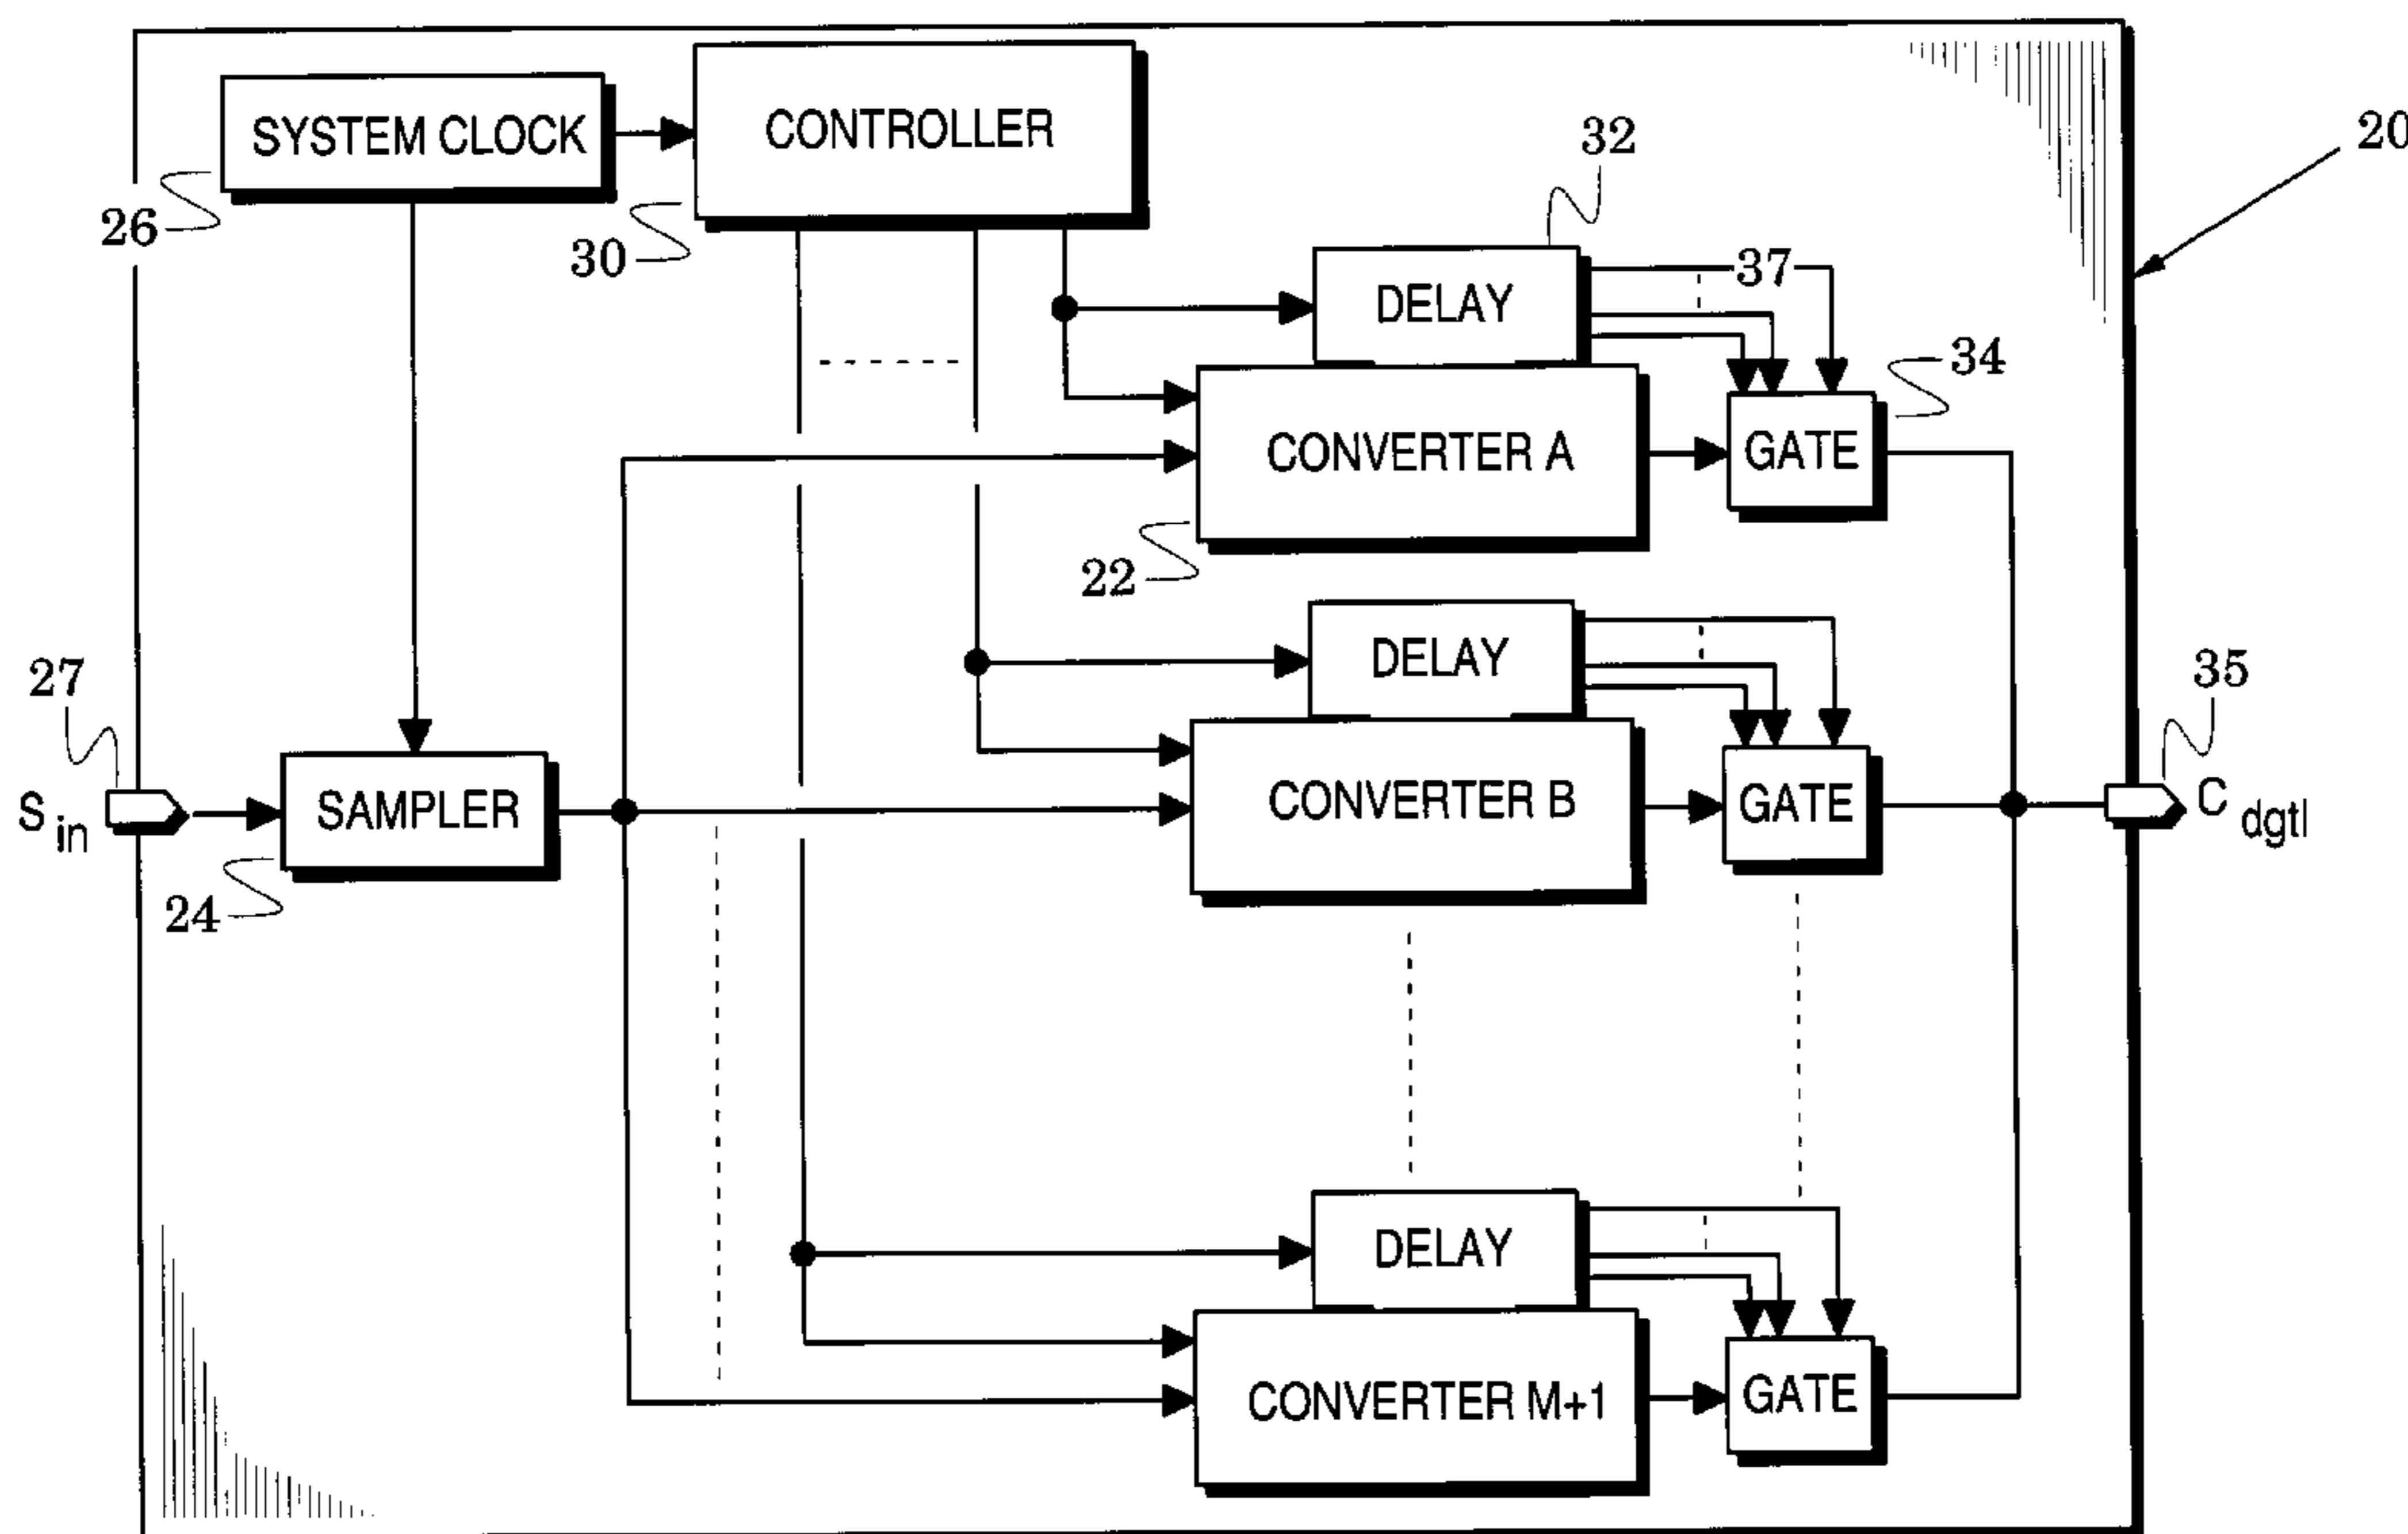 SYSTEM CLOCK
CONTROLLER
32
20
26
30
DELAY
37
34
CONVERTER A
GATE
22
27
DELAY
35
S in
SAMPLER
CONVERTER B
GATE
C dgtl
24
DELAY
CONVERTER M+1
GATE